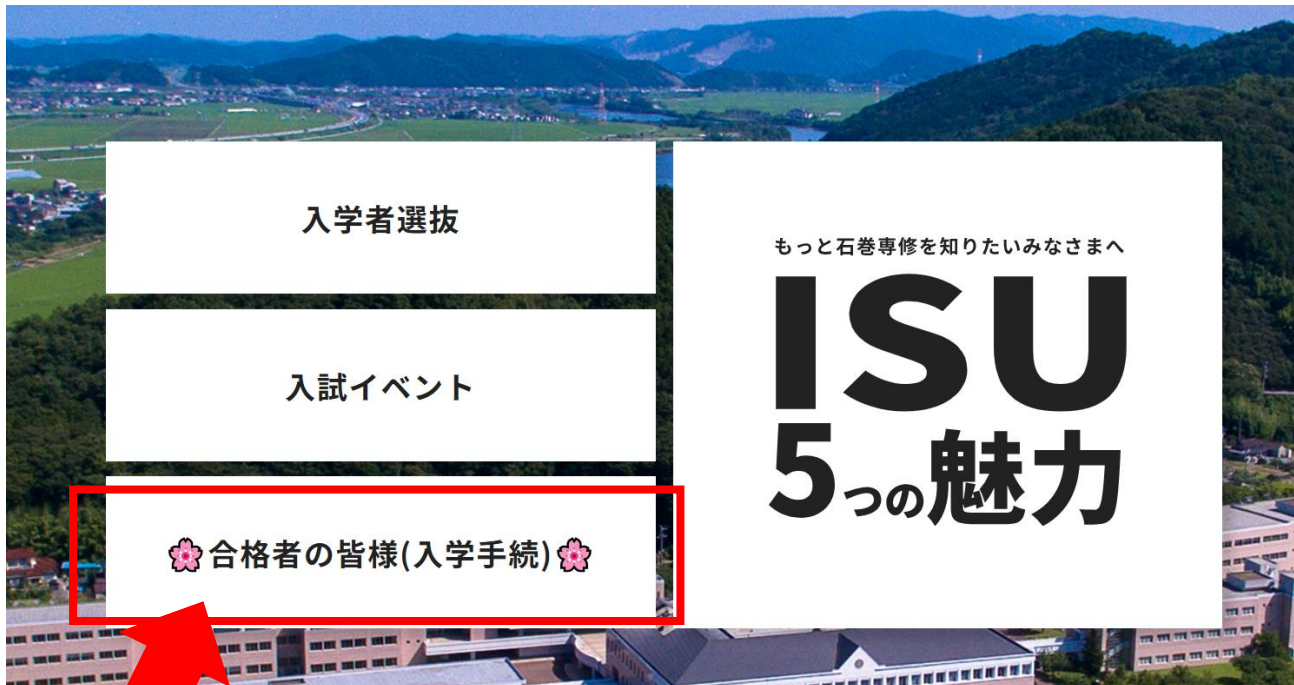 入学者選抜
入試イベント
🌸合格者の皆様(入学手続)🌸
もっと石巻専修を知りたいみなさまへ
ISU
5つの魅力